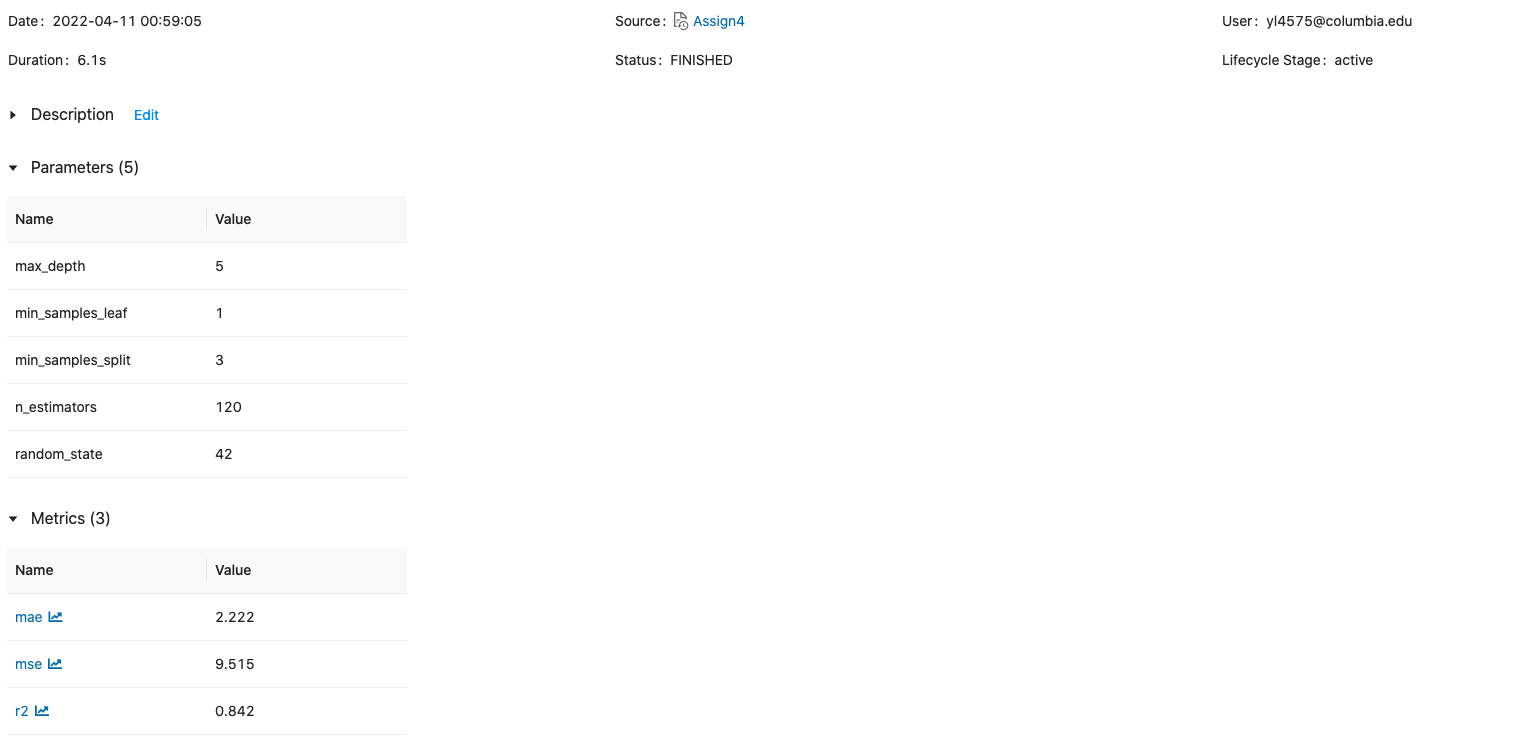 Date: 2022-04-11 00:59:05 Source: Assign4 User: yl4575@columbia.edu
Duration: 6.1s Status: FINISHED Lifecycle Stage: active
Description Edit
Parameters (5)
Name Value
max_depth 5
min_samples_leaf 1
min_samples_split 3
n_estimators 120
random_state 42
Metrics (3)
Name Value
mae 2.222
mse 9.515
r2 0.842